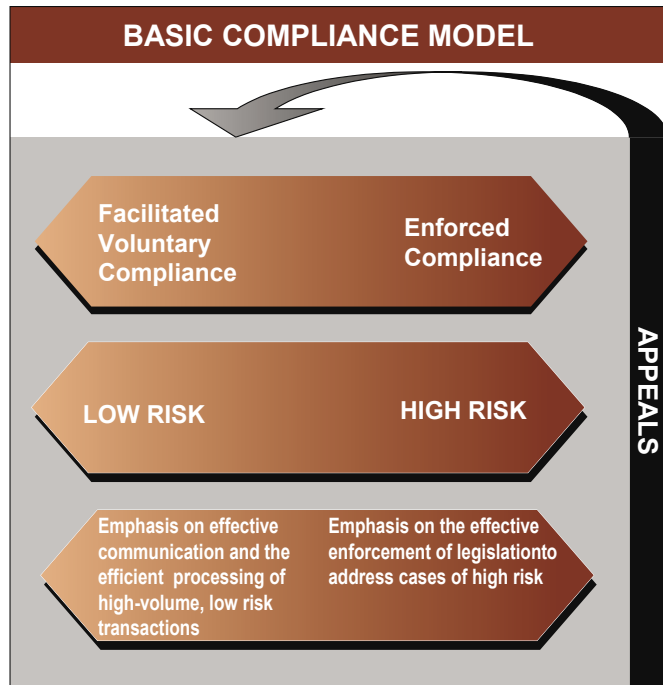 BASIC COMPLIANCE MODEL
Facilitated
Voluntary
Compliance
Enforced
Compliance
LOW RISK
HIGH RISK
Emphasis on effective
communication and the
efficient processing of
high-volume, low risk
transactions
Emphasis on the effective
enforcement of legislationto
address cases of high risk
APPEALS